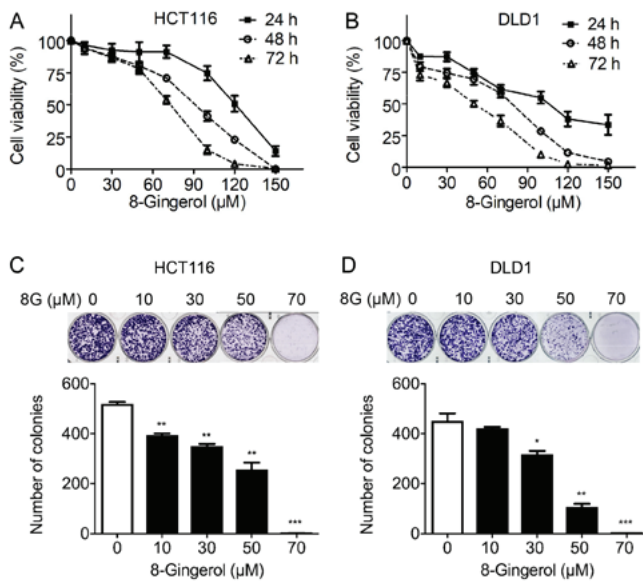 A
HCT116
24 h
48 h
72 h
100
75
50
25
0
Cell viability (%)
0 30 60 90 120 150
8-Gingerol (μM)
B
DLD1
24 h
48 h
72 h
100
75
50
25
0
Cell viability (%)
0 30 60 90 120 150
8-Gingerol (μM)
C
HCT116
8G (μM) 0 10 30 50 70
600
400
200
0
Number of colonies
** ** ** ***
0 10 30 50 70
8-Gingerol (μM)
D
DLD1
8G (μM) 0 10 30 50 70
600
400
200
0
Number of colonies
* ** ***
0 10 30 50 70
8-Gingerol (μM)